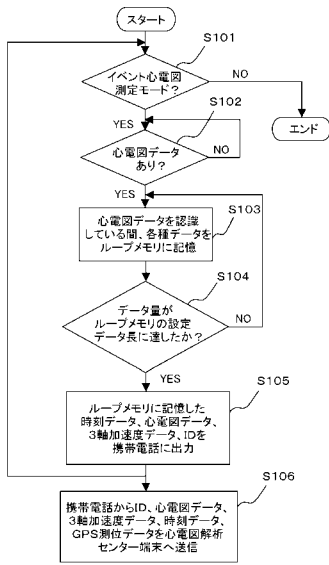 スタート
S101
イベント心電図
測定モード?
NO
エンド
YES
S102
心電図データ
あり?
NO
YES
S103
心電図データを認識
している間、各種データを
ループメモリに記憶
S104
データ量が
ループメモリの設定
データ長に達したか?
NO
YES
S105
ループメモリに記憶した
時刻データ、心電図データ、
3軸加速度データ、IDを
携帯電話に出力
S106
携帯電話からID、心電図データ、
3軸加速度データ、時刻データ、
GPS測位データを心電図解析
センター端末へ送信